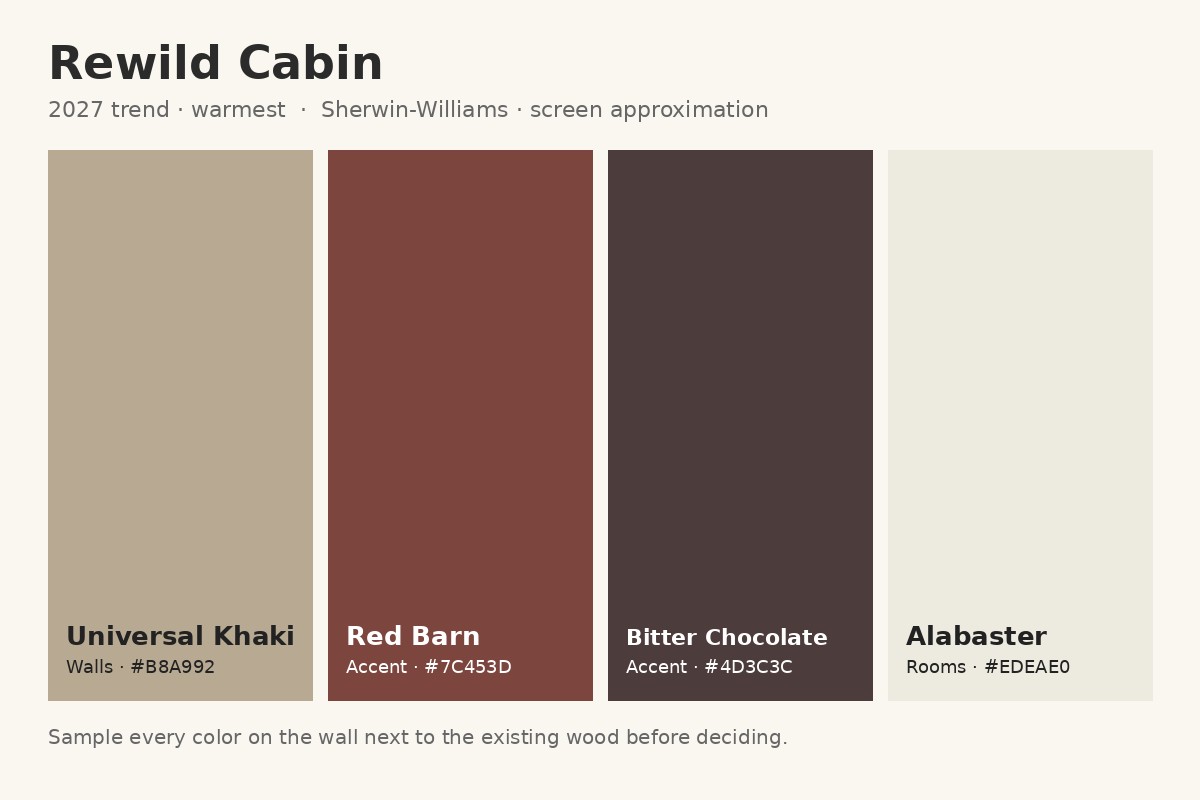 Rewild Cabin
2027 trend · warmest · Sherwin-Williams · screen approximation
Universal Khaki
Walls · #B8A992
Red Barn
Accent · #7C453D
Bitter Chocolate
Accent · #4D3C3C
Alabaster
Rooms · #EDEAE0
Sample every color on the wall next to the existing wood before deciding.